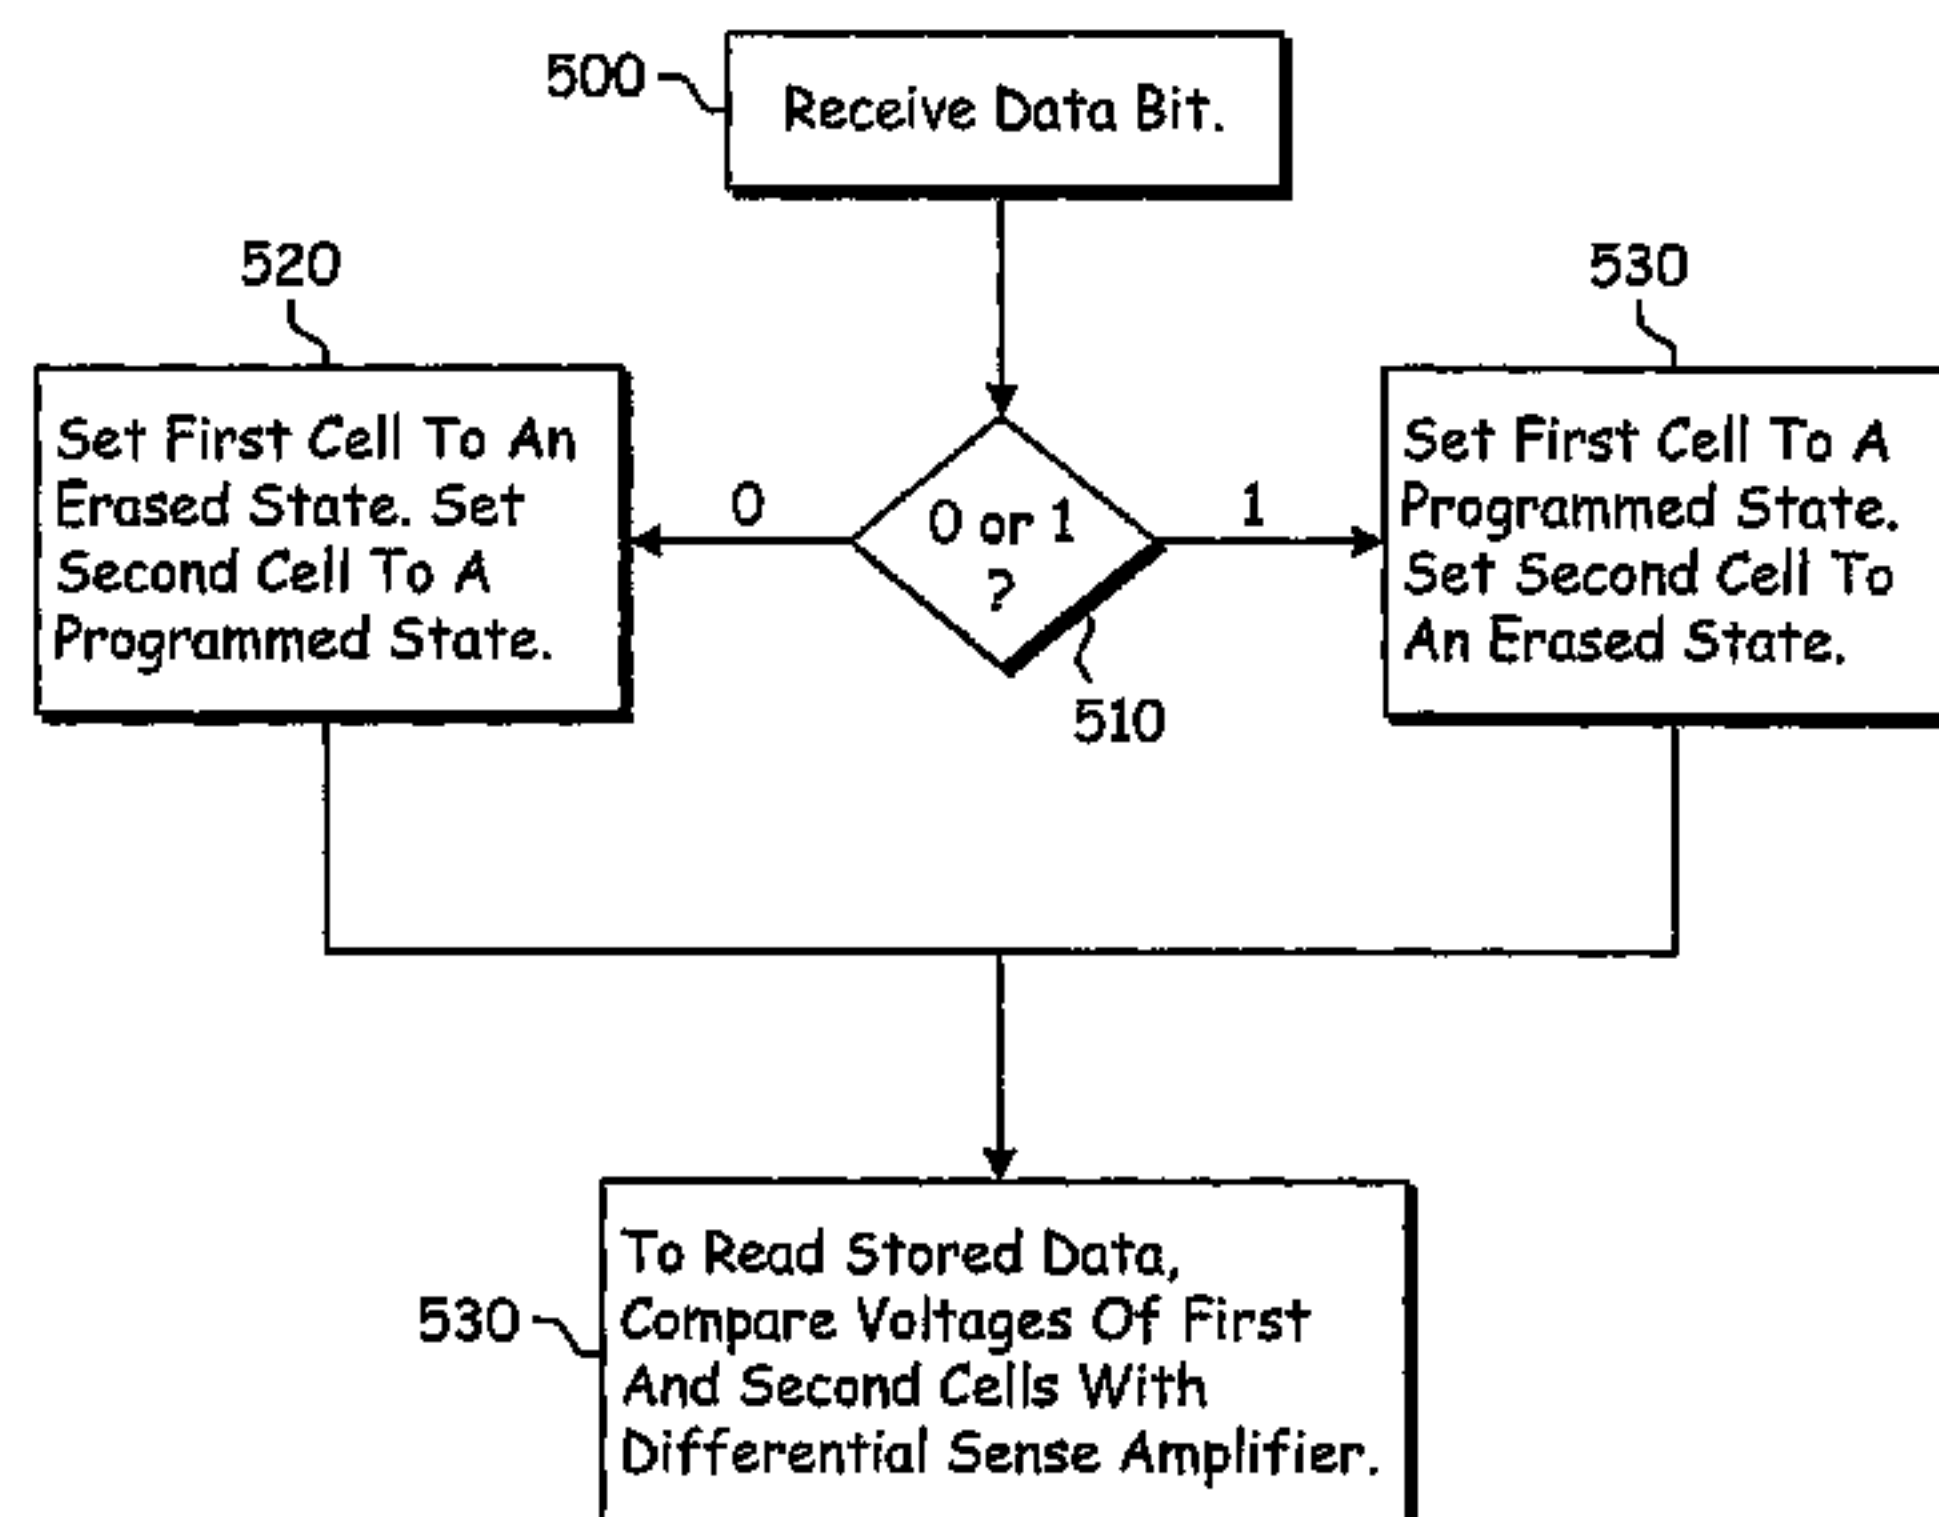 500
Receive Data Bit.
520
530
Set First Cell To An
Erased State. Set
Second Cell To A
Programmed State.
0
0 or 1
?
1
510
Set First Cell To A
Programmed State.
Set Second Cell To
An Erased State.
530
To Read Stored Data,
Compare Voltages Of First
And Second Cells With
Differential Sense Amplifier.